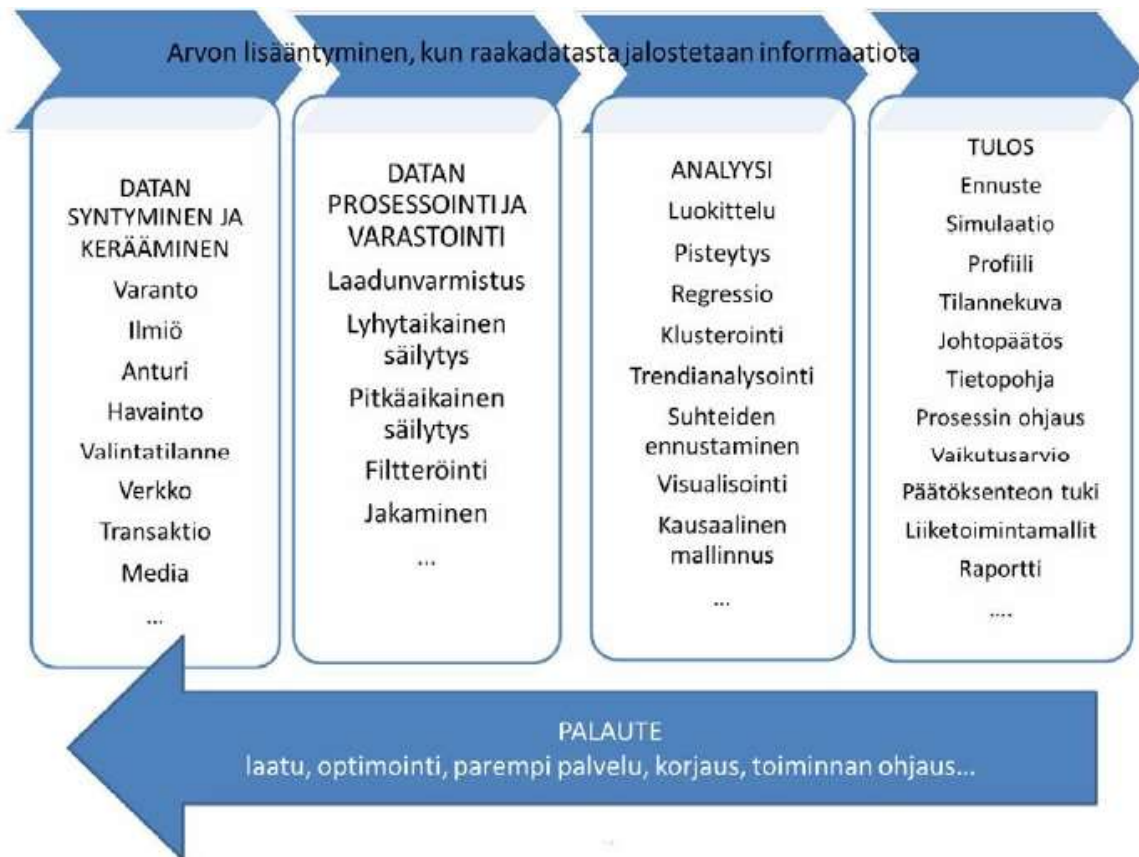 Arvon lisääntyminen, kun raakadatasta jalostetaan informaatiota
DATAN
SYNTYMINEN JA
KERÄÄMINEN
Varanto
Ilmiö
Anturi
Havainto
Valintatilanne
Verkko
Transaktio
Media
...
DATAN
PROSESSOINTI JA
VARASTOINTI
Laadunvarmistus
Lyhytaikainen
säilytys
Pitkäaikainen
säilytys
Filtteröinti
Jakaminen
...
ANALYYSI
Luokittelu
Pisteytys
Regressio
Klusterointi
Trendianalysointi
Suhteiden
ennustaminen
Visualisointi
Kausaalinen
mallinnus
...
TULOS
Ennuste
Simulaatio
Profiili
Tilannekuva
Johtopäätös
Tietopohja
Prosessin ohjaus
Vaikutusarvio
Päätöksenteon tuki
Liiketoimintamallit
Raportti
....
PALAUTE
laatu, optimointi, parempi palvelu, korjaus, toiminnan ohjaus...